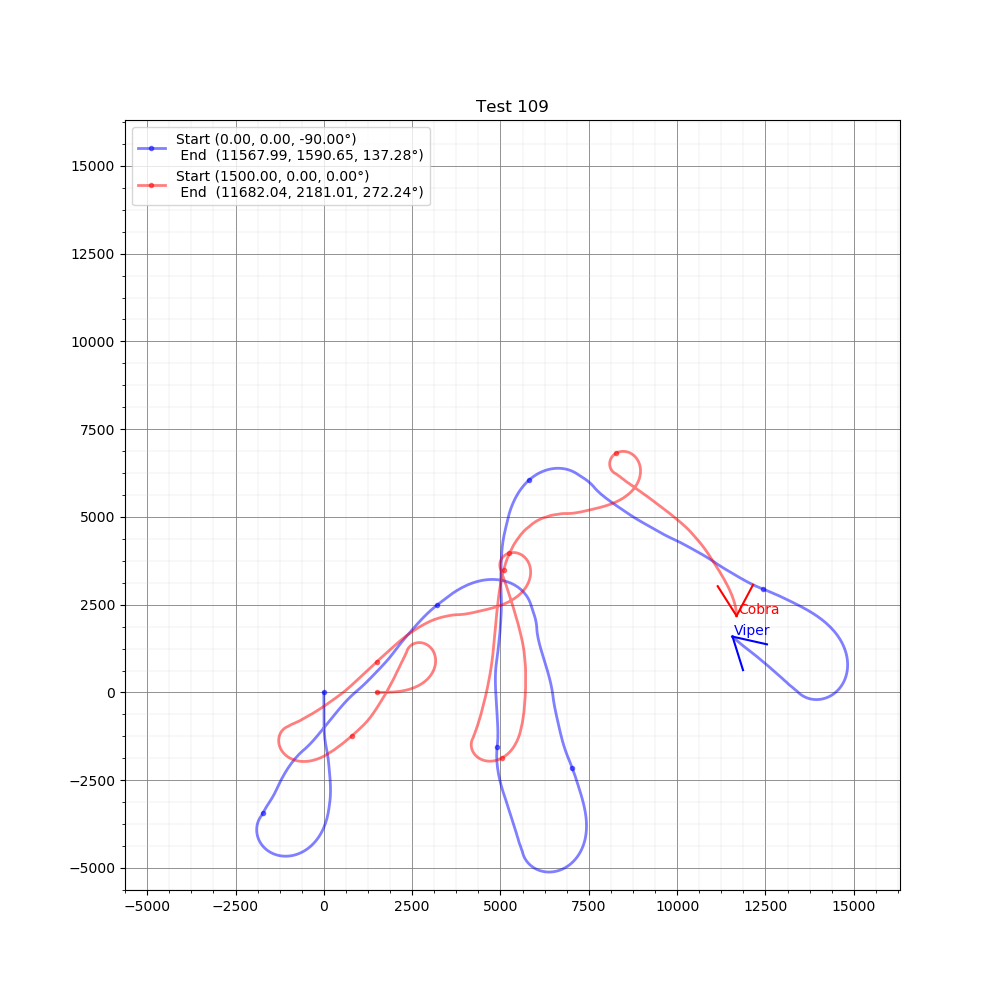 Test 109
Start (0.00, 0.00, -90.00°)
End (11567.99, 1590.65, 137.28°)
Start (1500.00, 0.00, 0.00°)
End (11682.04, 2181.01, 272.24°)
15000
12500
10000
7500
5000
2500
0
−2500
−5000
Cobra
Viper
−5000 −2500 0 2500 5000 7500 10000 12500 15000